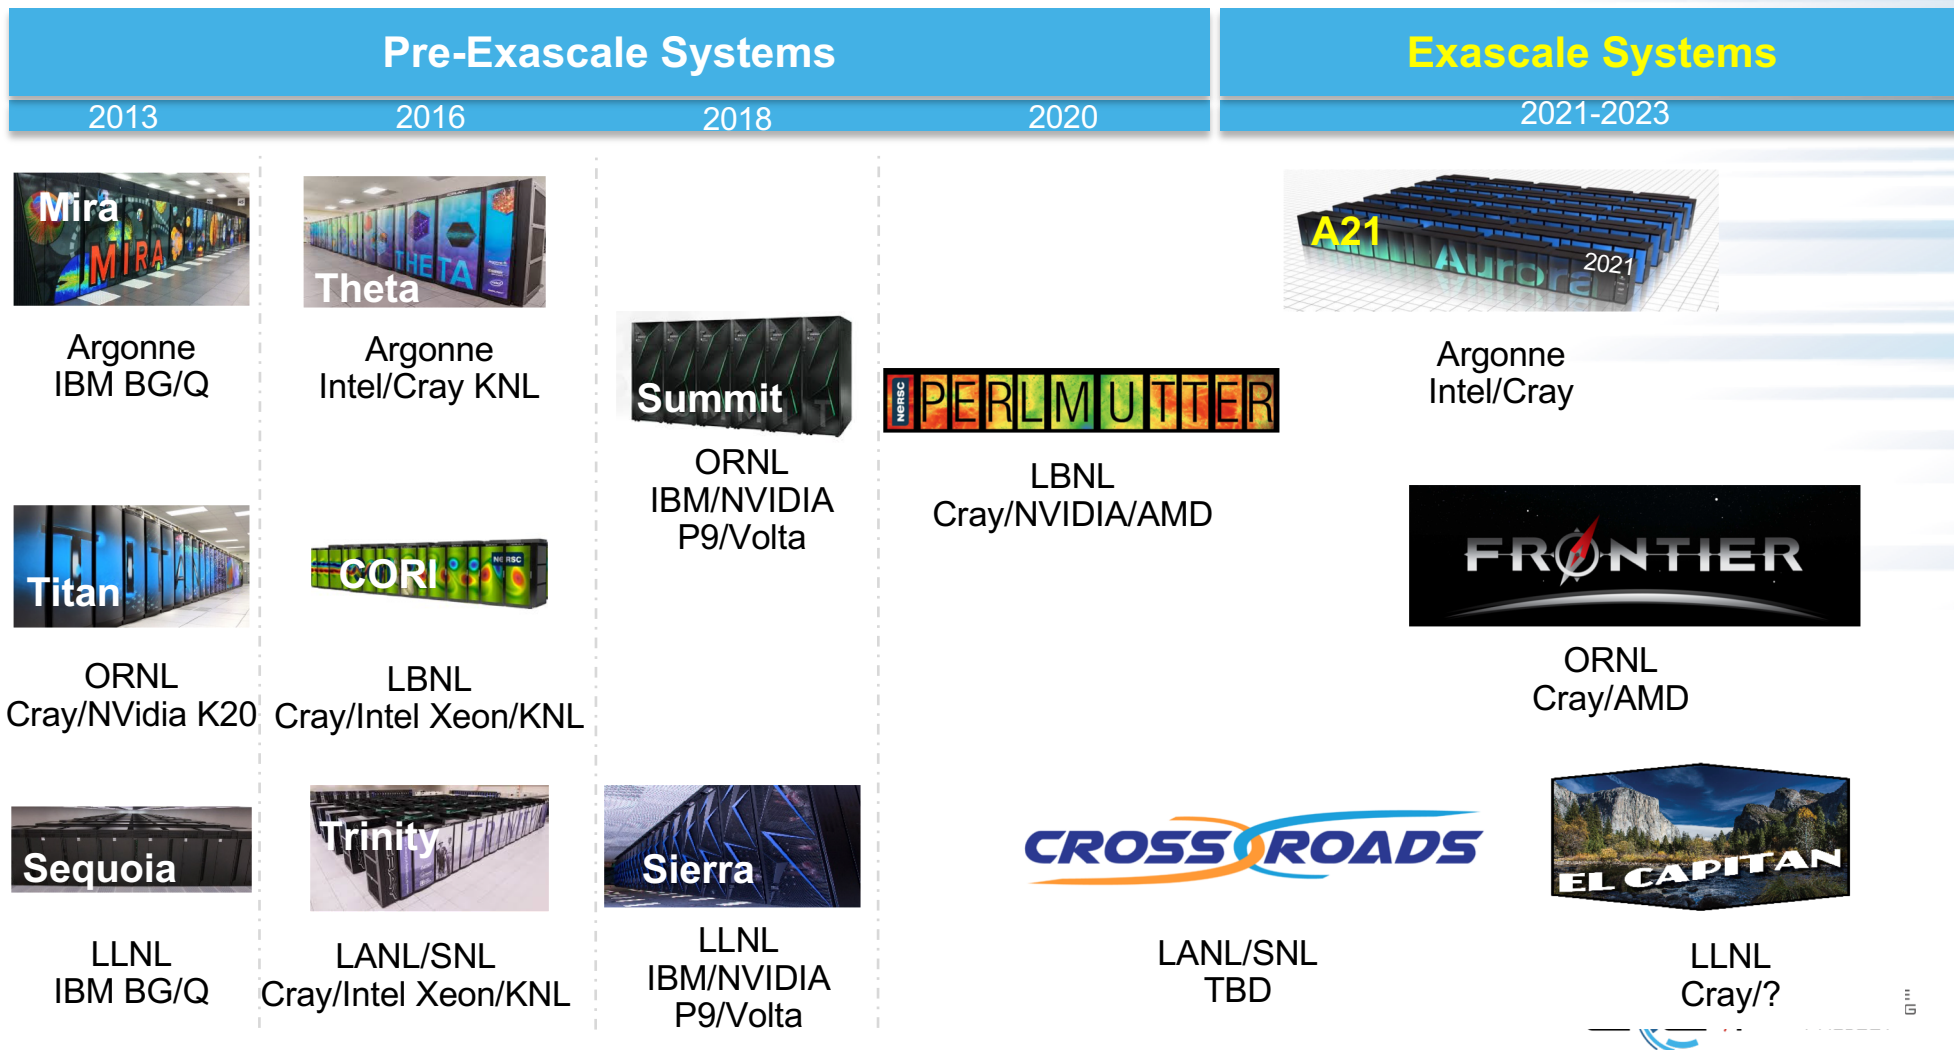 Pre-Exascale Systems
Exascale Systems
2013
2016
2018
2020
2021-2023
Mira
MIRA
Argonne
IBM BG/Q
Theta
THETA
Argonne
Intel/Cray KNL
Summit
ORNL
IBM/NVIDIA
P9/Volta
NERSC
PERLMUTTER
LBNL
Cray/NVIDIA/AMD
A21
Aurora
2021
Argonne
Intel/Cray
Titan
TITAN
ORNL
Cray/NVidia K20
CORI
NERSC
LBNL
Cray/Intel Xeon/KNL
FRONTIER
ORNL
Cray/AMD
Sequoia
LLNL
IBM BG/Q
Trinity
LANL/SNL
Cray/Intel Xeon/KNL
Sierra
LLNL
IBM/NVIDIA
P9/Volta
CROSSROADS
LANL/SNL
TBD
EL CAPITAN
LLNL
Cray/?